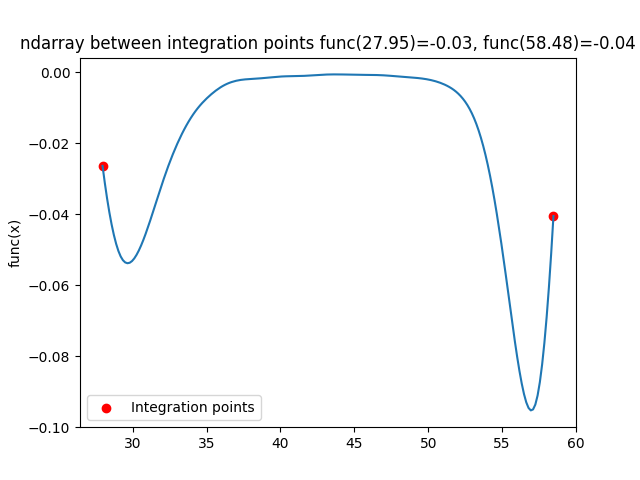 ndarray between integration points func(27.95)=-0.03, func(58.48)=-0.04
0.00
−0.02
−0.04
−0.06
−0.08
−0.10
func(x)
Integration points
30 35 40 45 50 55 60